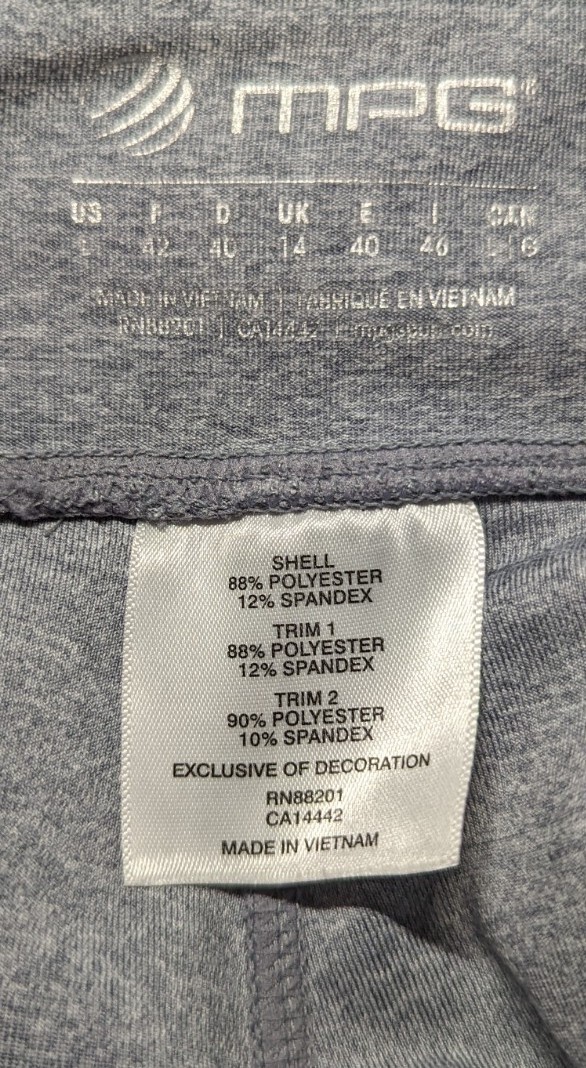 mPG®
US F D UK E I CAN
L 42 40 14 40 46 L | G
MADE IN VIETNAM | FABRIQUÉ EN VIETNAM
RN88201 | CA14442 |
SHELL
88% POLYESTER
12% SPANDEX
TRIM 1
88% POLYESTER
12% SPANDEX
TRIM 2
90% POLYESTER
10% SPANDEX
EXCLUSIVE OF DECORATION
RN88201
CA14442
MADE IN VIETNAM